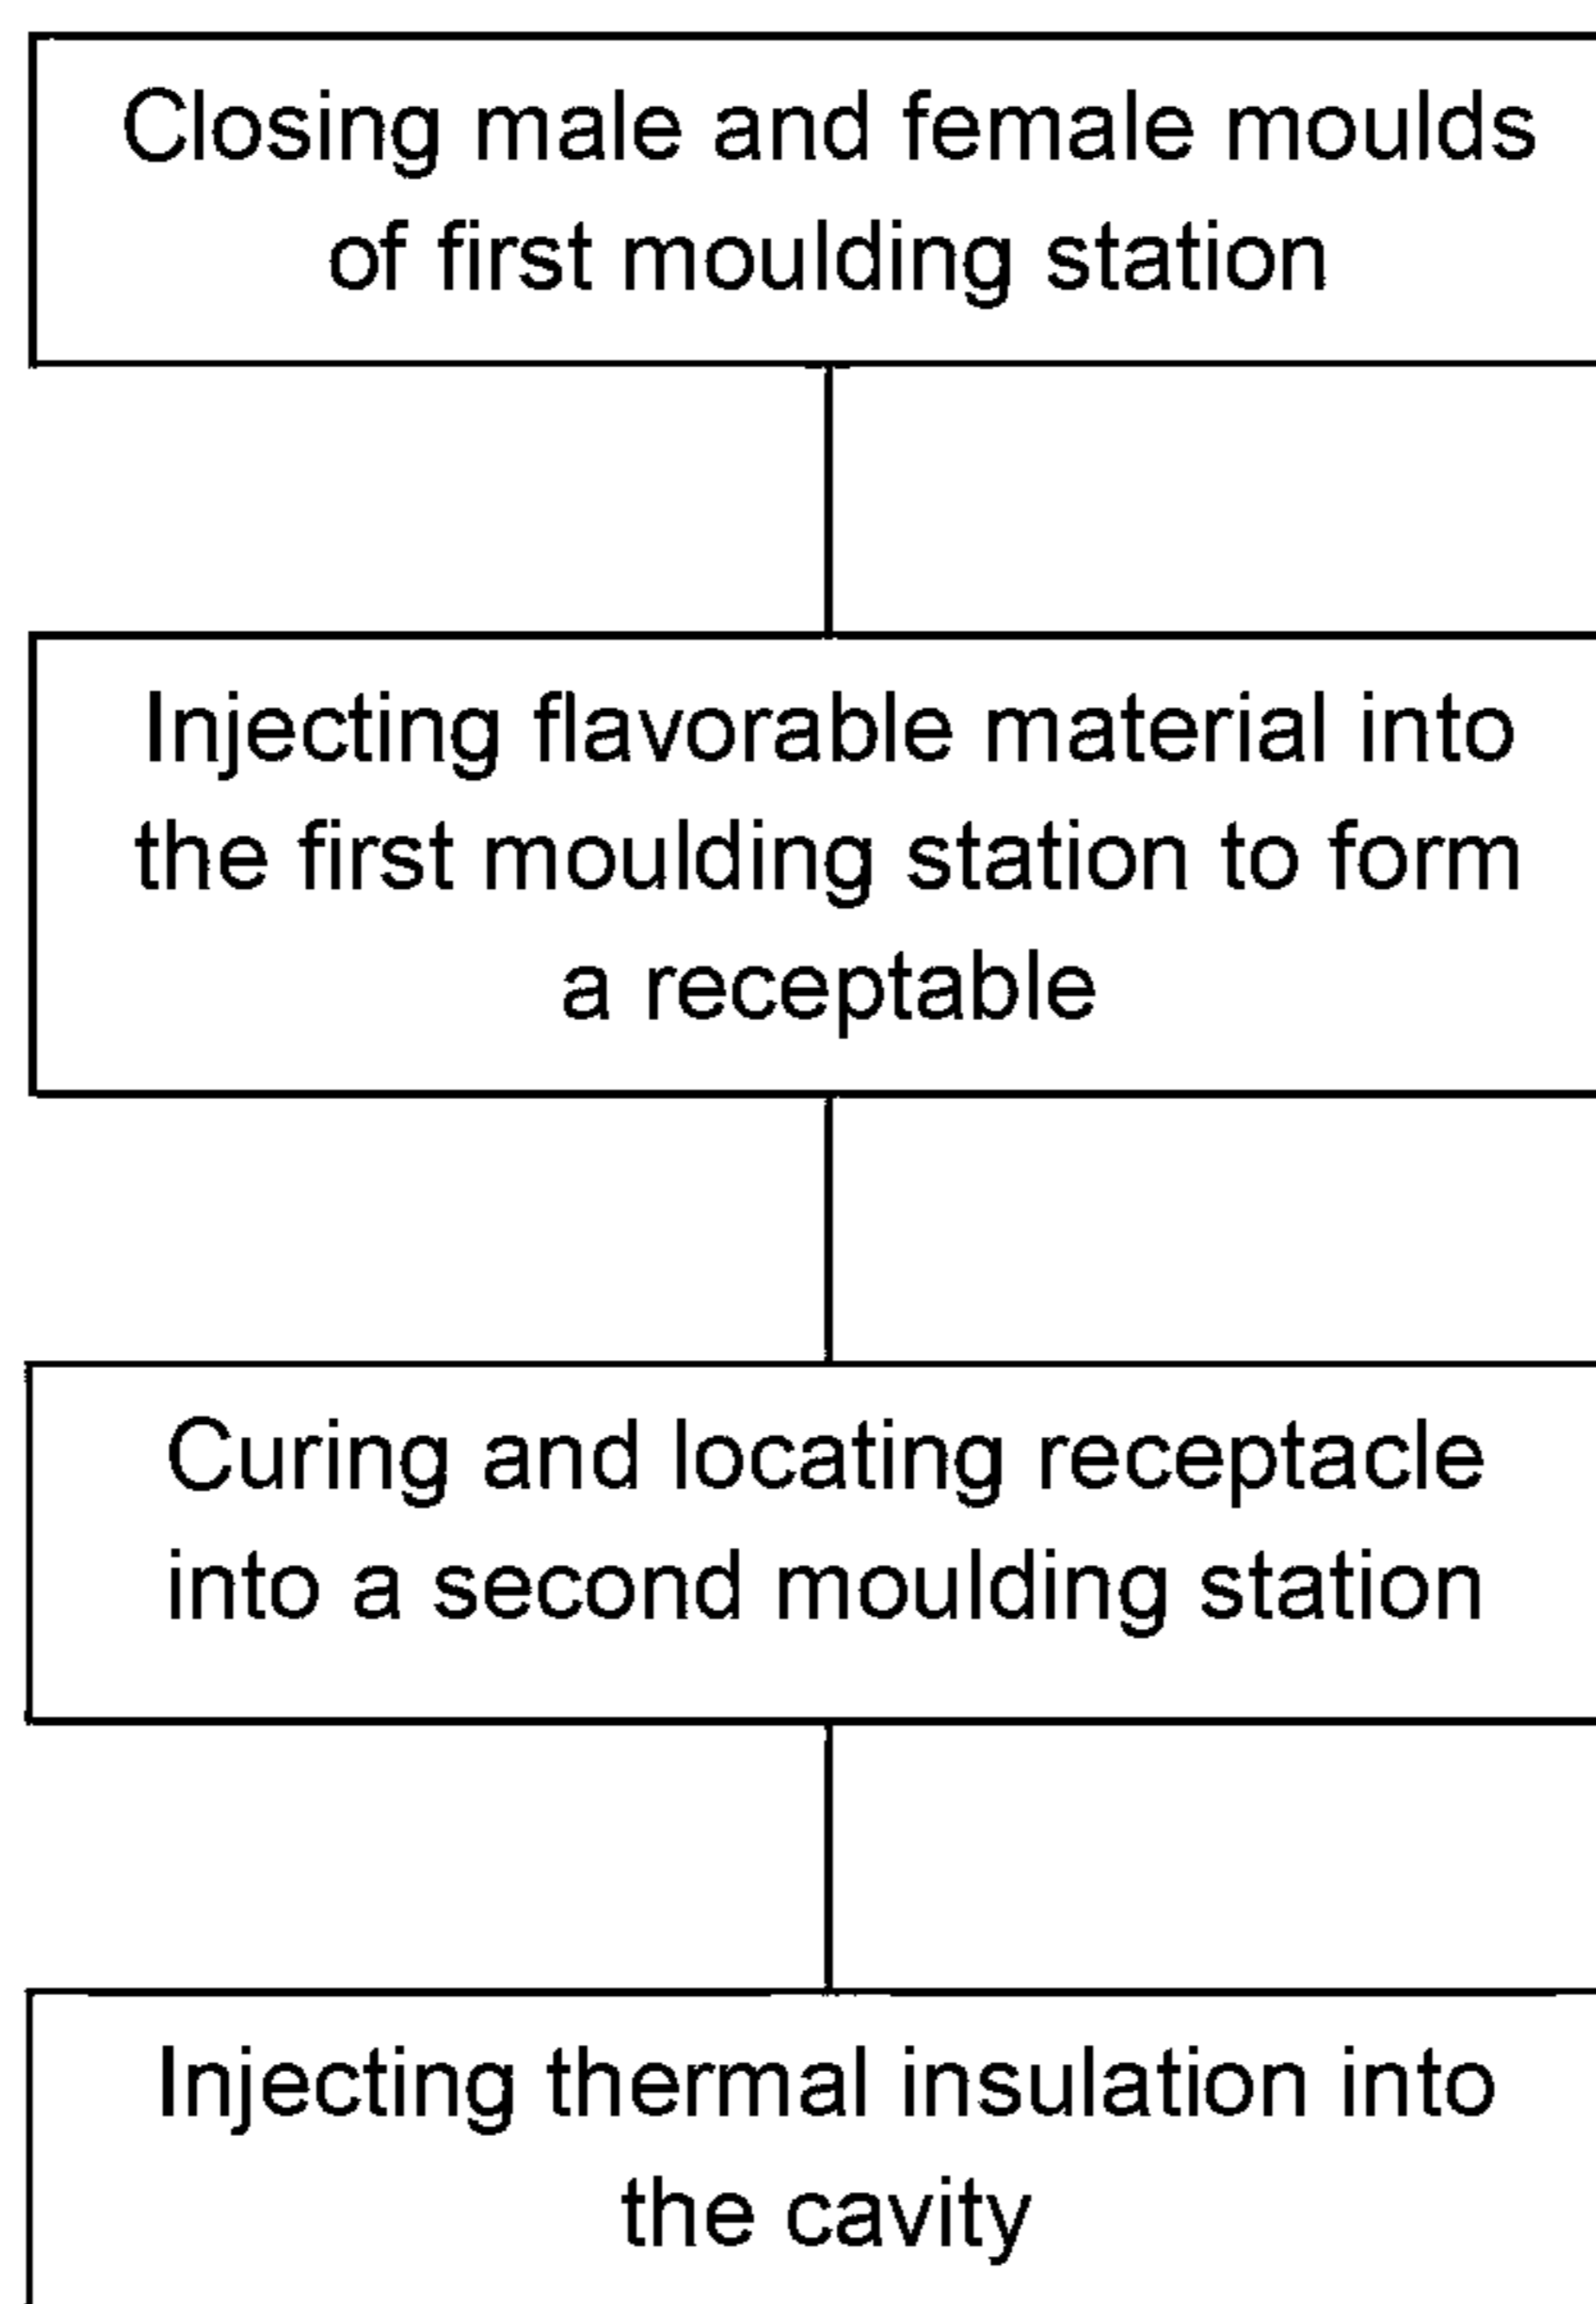 Closing male and female moulds
of first moulding station
Injecting flavorable material into
the first moulding station to form
a receptable
Curing and locating receptacle
into a second moulding station
Injecting thermal insulation into
the cavity